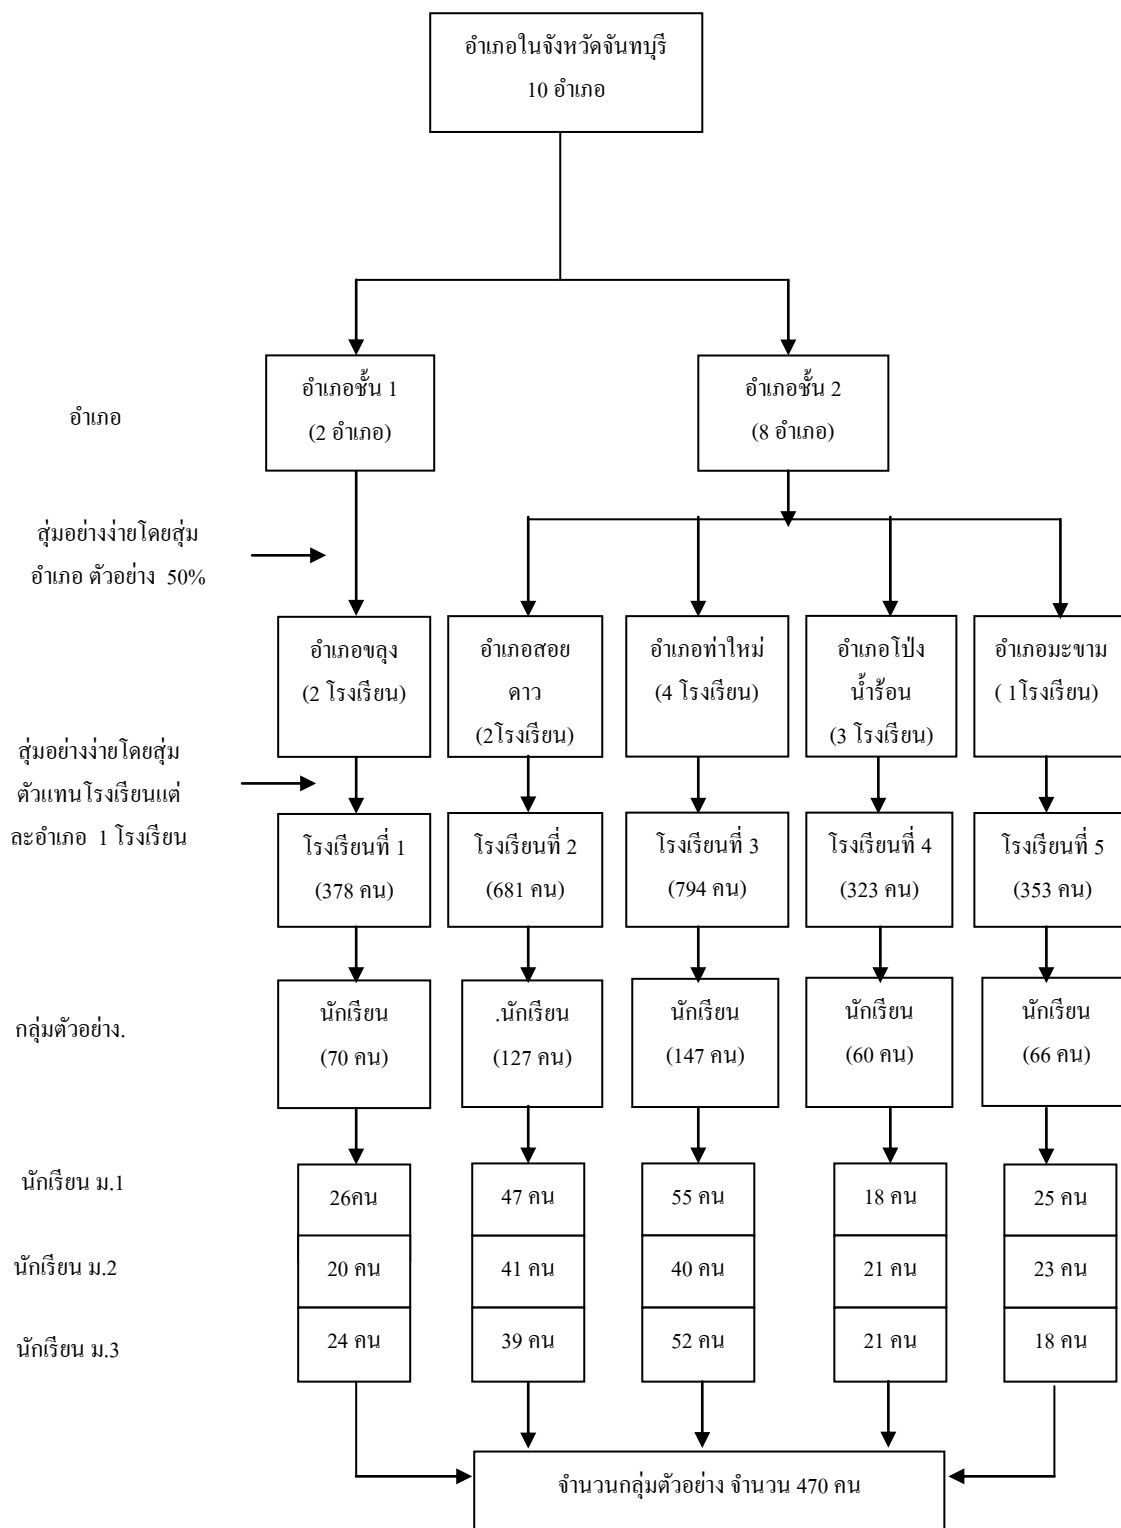 อำเภอในจังหวัดจันทบุรี
10 อำเภอ
อำเภอ
อำเภอชั้น 1
(2 อำเภอ)
อำเภอชั้น 2
(8 อำเภอ)
สุ่มอย่างง่ายโดยสุ่ม
อำเภอ ตัวอย่าง 50%
อำเภอขลุง
(2 โรงเรียน)
อำเภอสอย
ดาว
(2โรงเรียน)
อำเภอท่าใหม่
(4 โรงเรียน)
อำเภอโป่ง
น้ำร้อน
(3 โรงเรียน)
อำเภอมะขาม
( 1โรงเรียน)
สุ่มอย่างง่ายโดยสุ่ม
ตัวแทนโรงเรียนแต่
ละอำเภอ 1 โรงเรียน
โรงเรียนที่ 1
(378 คน)
โรงเรียนที่ 2
(681 คน)
โรงเรียนที่ 3
(794 คน)
โรงเรียนที่ 4
(323 คน)
โรงเรียนที่ 5
(353 คน)
กลุ่มตัวอย่าง.
นักเรียน
(70 คน)
.นักเรียน
(127 คน)
นักเรียน
(147 คน)
นักเรียน
(60 คน)
นักเรียน
(66 คน)
นักเรียน ม.1
26คน
47 คน
55 คน
18 คน
25 คน
นักเรียน ม.2
20 คน
41 คน
40 คน
21 คน
23 คน
นักเรียน ม.3
24 คน
39 คน
52 คน
21 คน
18 คน
จำนวนกลุ่มตัวอย่าง จำนวน 470 คน